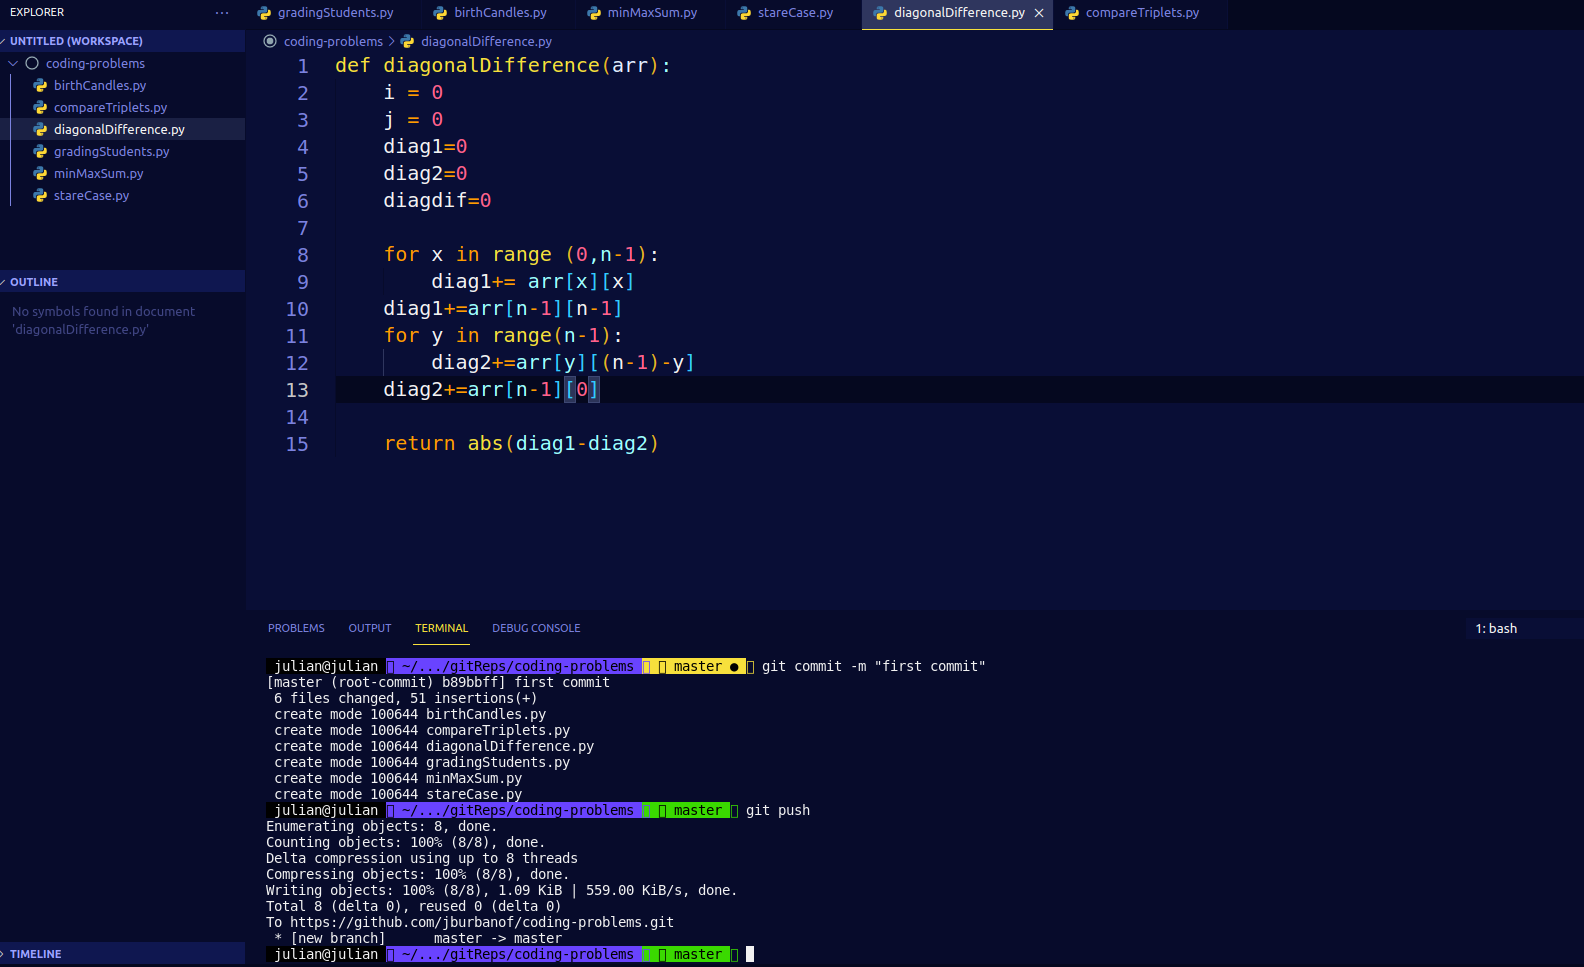 EXPLORER ···
UNTITLED (WORKSPACE)
coding-problems
birthCandles.py
compareTriplets.py
diagonalDifference.py
gradingStudents.py
minMaxSum.py
stareCase.py
OUTLINE
No symbols found in document
'diagonalDifference.py'
TIMELINE
gradingStudents.py birthCandles.py minMaxSum.py stareCase.py diagonalDifference.py × compareTriplets.py
coding-problems > diagonalDifference.py
1 def diagonalDifference(arr):
2     i = 0
3     j = 0
4     diag1=0
5     diag2=0
6     diagdif=0
7
8     for x in range (0,n-1):
9         diag1+= arr[x][x]
10     diag1+=arr[n-1][n-1]
11     for y in range(n-1):
12         diag2+=arr[y][(n-1)-y]
13     diag2+=arr[n-1][0]
14
15     return abs(diag1-diag2)
PROBLEMS OUTPUT TERMINAL DEBUG CONSOLE 1: bash
julian@julian ~/.../gitReps/coding-problems master ● git commit -m "first commit"
[master (root-commit) b89bbff] first commit
 6 files changed, 51 insertions(+)
 create mode 100644 birthCandles.py
 create mode 100644 compareTriplets.py
 create mode 100644 diagonalDifference.py
 create mode 100644 gradingStudents.py
 create mode 100644 minMaxSum.py
 create mode 100644 stareCase.py
julian@julian ~/.../gitReps/coding-problems master git push
Enumerating objects: 8, done.
Counting objects: 100% (8/8), done.
Delta compression using up to 8 threads
Compressing objects: 100% (8/8), done.
Writing objects: 100% (8/8), 1.09 KiB | 559.00 KiB/s, done.
Total 8 (delta 0), reused 0 (delta 0)
To https://github.com/jburbanof/coding-problems.git
 * [new branch]      master -> master
julian@julian ~/.../gitReps/coding-problems master